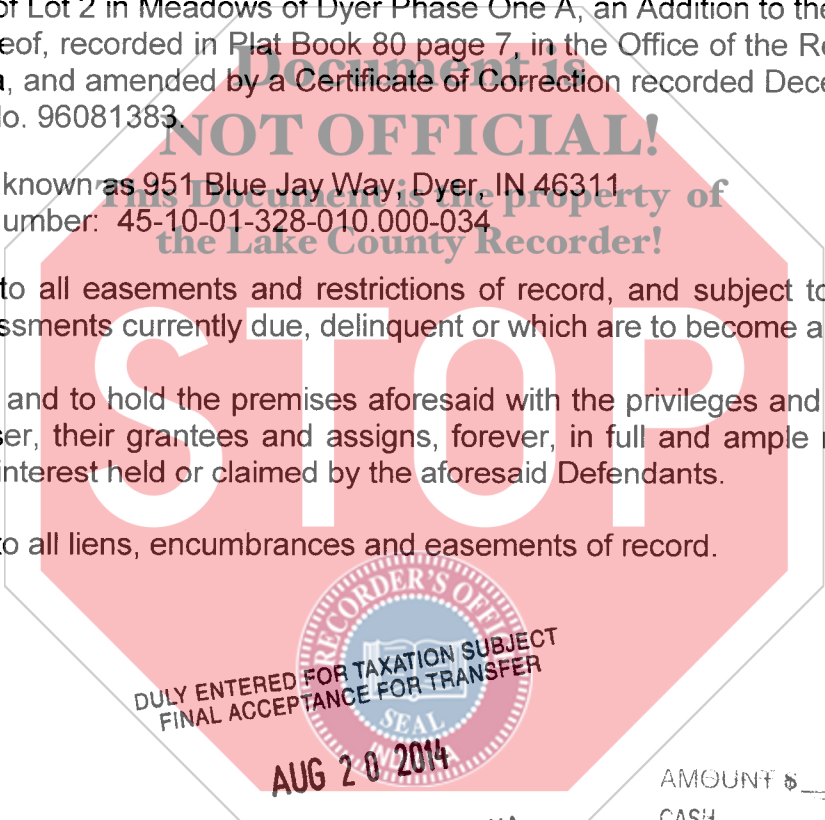 of Lot 2 in Meadows of Dyer Phase One A, an Addition to the
eof, recorded in Plat Book 80 page 7, in the Office of the Re
Document is
a, and amended by a Certificate of Correction recorded Dece
No. 96081383.
NOT OFFICIAL!
known as 951 Blue Jay Way, Dyer, IN 46311
This Document is the property of
umber: 45-10-01-328-010.000-034
the Lake County Recorder!
to all easements and restrictions of record, and subject to
ssments currently due, delinquent or which are to become a
STOP
and to hold the premises aforesaid with the privileges and
ser, their grantees and assigns, forever, in full and ample
interest held or claimed by the aforesaid Defendants.
to all liens, encumbrances and easements of record.
RECORDER'S OFFICE
DULY ENTERED FOR TAXATION SUBJECT
FINAL ACCEPTANCE FOR TRANSFER
SEAL
INDIANA
AUG 20 2014
AMOUNT $
CASH